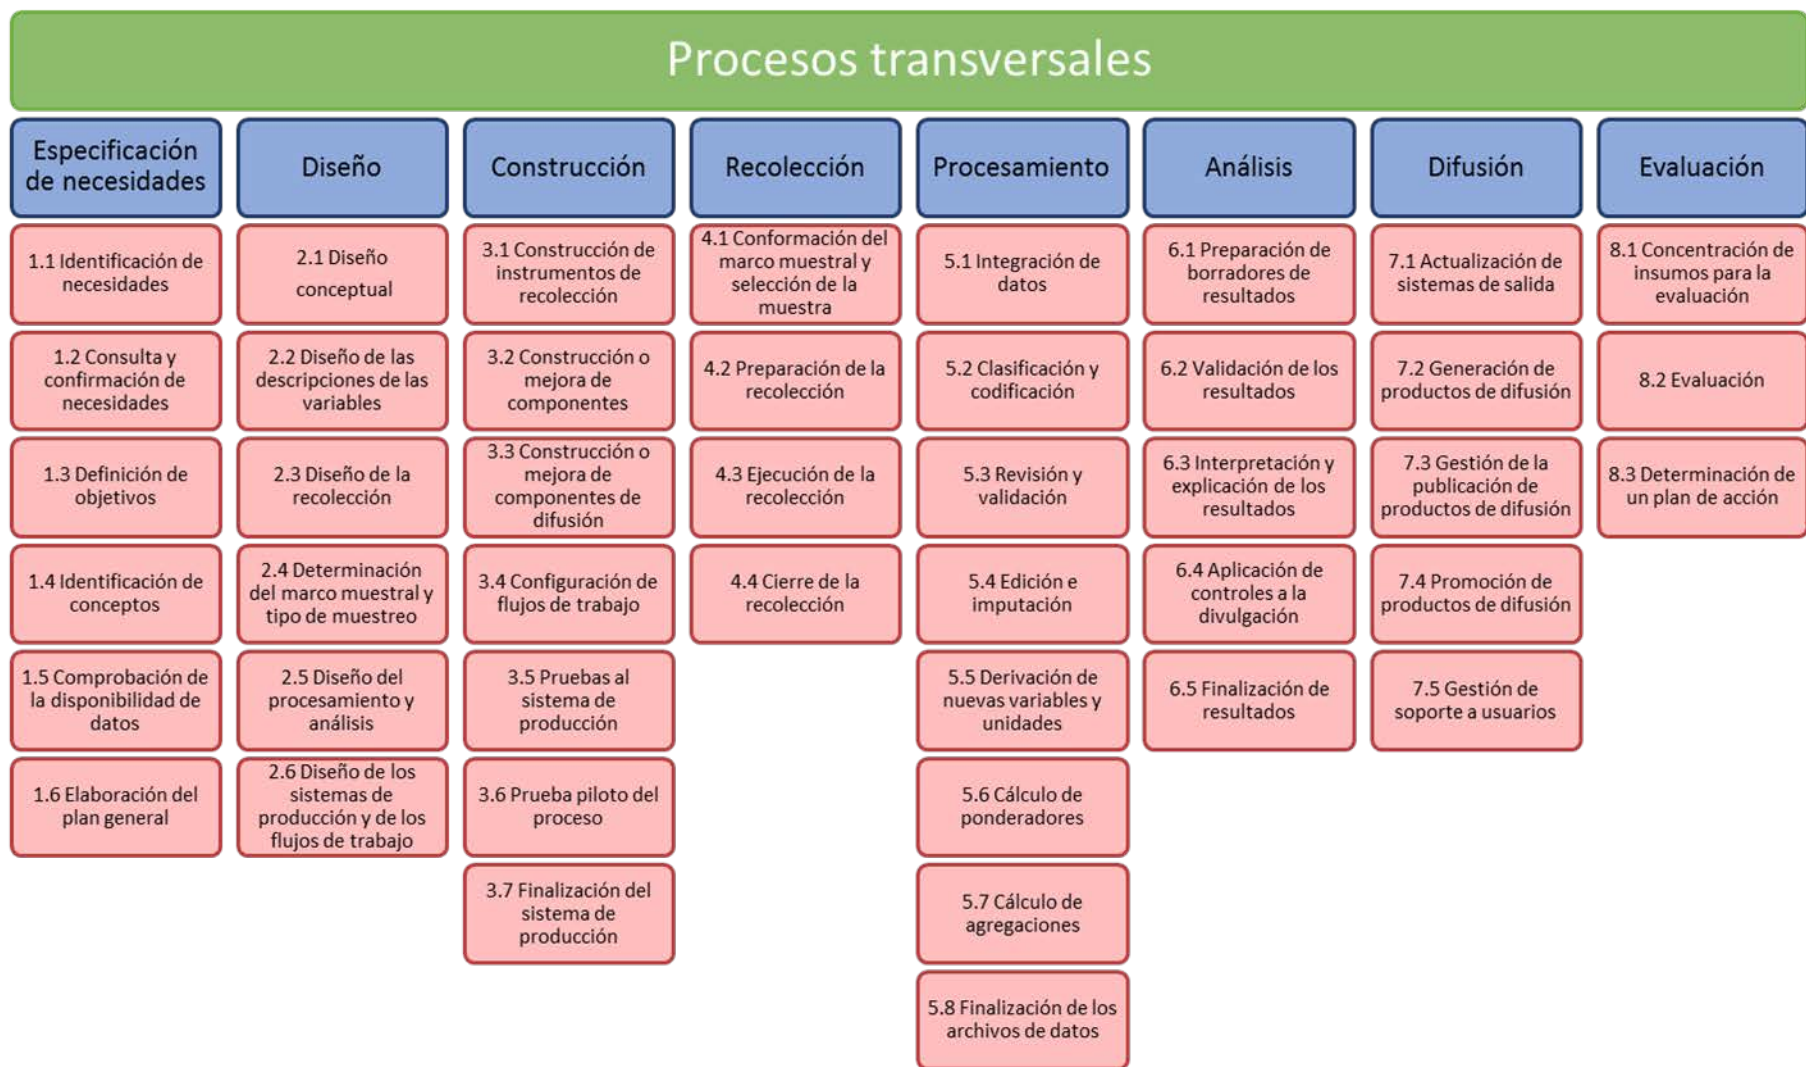 Procesos transversales
Especificación
de necesidades
Diseño
Construcción
Recolección
Procesamiento
Análisis
Difusión
Evaluación
1.1 Identificación de
necesidades
2.1 Diseño
conceptual
3.1 Construcción de
instrumentos de
recolección
4.1 Conformación del
marco muestral y
selección de la
muestra
5.1 Integración de
datos
6.1 Preparación de
borradores de
resultados
7.1 Actualización de
sistemas de salida
8.1 Concentración de
insumos para la
evaluación
1.2 Consulta y
confirmación de
necesidades
2.2 Diseño de las
descripciones de las
variables
3.2 Construcción o
mejora de
componentes
4.2 Preparación de la
recolección
5.2 Clasificación y
codificación
6.2 Validación de los
resultados
7.2 Generación de
productos de difusión
8.2 Evaluación
1.3 Definición de
objetivos
2.3 Diseño de la
recolección
3.3 Construcción o
mejora de
componentes de
difusión
4.3 Ejecución de la
recolección
5.3 Revisión y
validación
6.3 Interpretación y
explicación de los
resultados
7.3 Gestión de la
publicación de
productos de difusión
8.3 Determinación de
un plan de acción
1.4 Identificación de
conceptos
2.4 Determinación
del marco muestral y
tipo de muestreo
3.4 Configuración de
flujos de trabajo
4.4 Cierre de la
recolección
5.4 Edición e
imputación
6.4 Aplicación de
controles a la
divulgación
7.4 Promoción de
productos de difusión
1.5 Comprobación de
la disponibilidad de
datos
2.5 Diseño del
procesamiento y
análisis
3.5 Pruebas al
sistema de
producción
5.5 Derivación de
nuevas variables y
unidades
6.5 Finalización de
resultados
7.5 Gestión de
soporte a usuarios
1.6 Elaboración del
plan general
2.6 Diseño de los
sistemas de
producción y de los
flujos de trabajo
3.6 Prueba piloto del
proceso
5.6 Cálculo de
ponderadores
3.7 Finalización del
sistema de
producción
5.7 Cálculo de
agregaciones
5.8 Finalización de los
archivos de datos